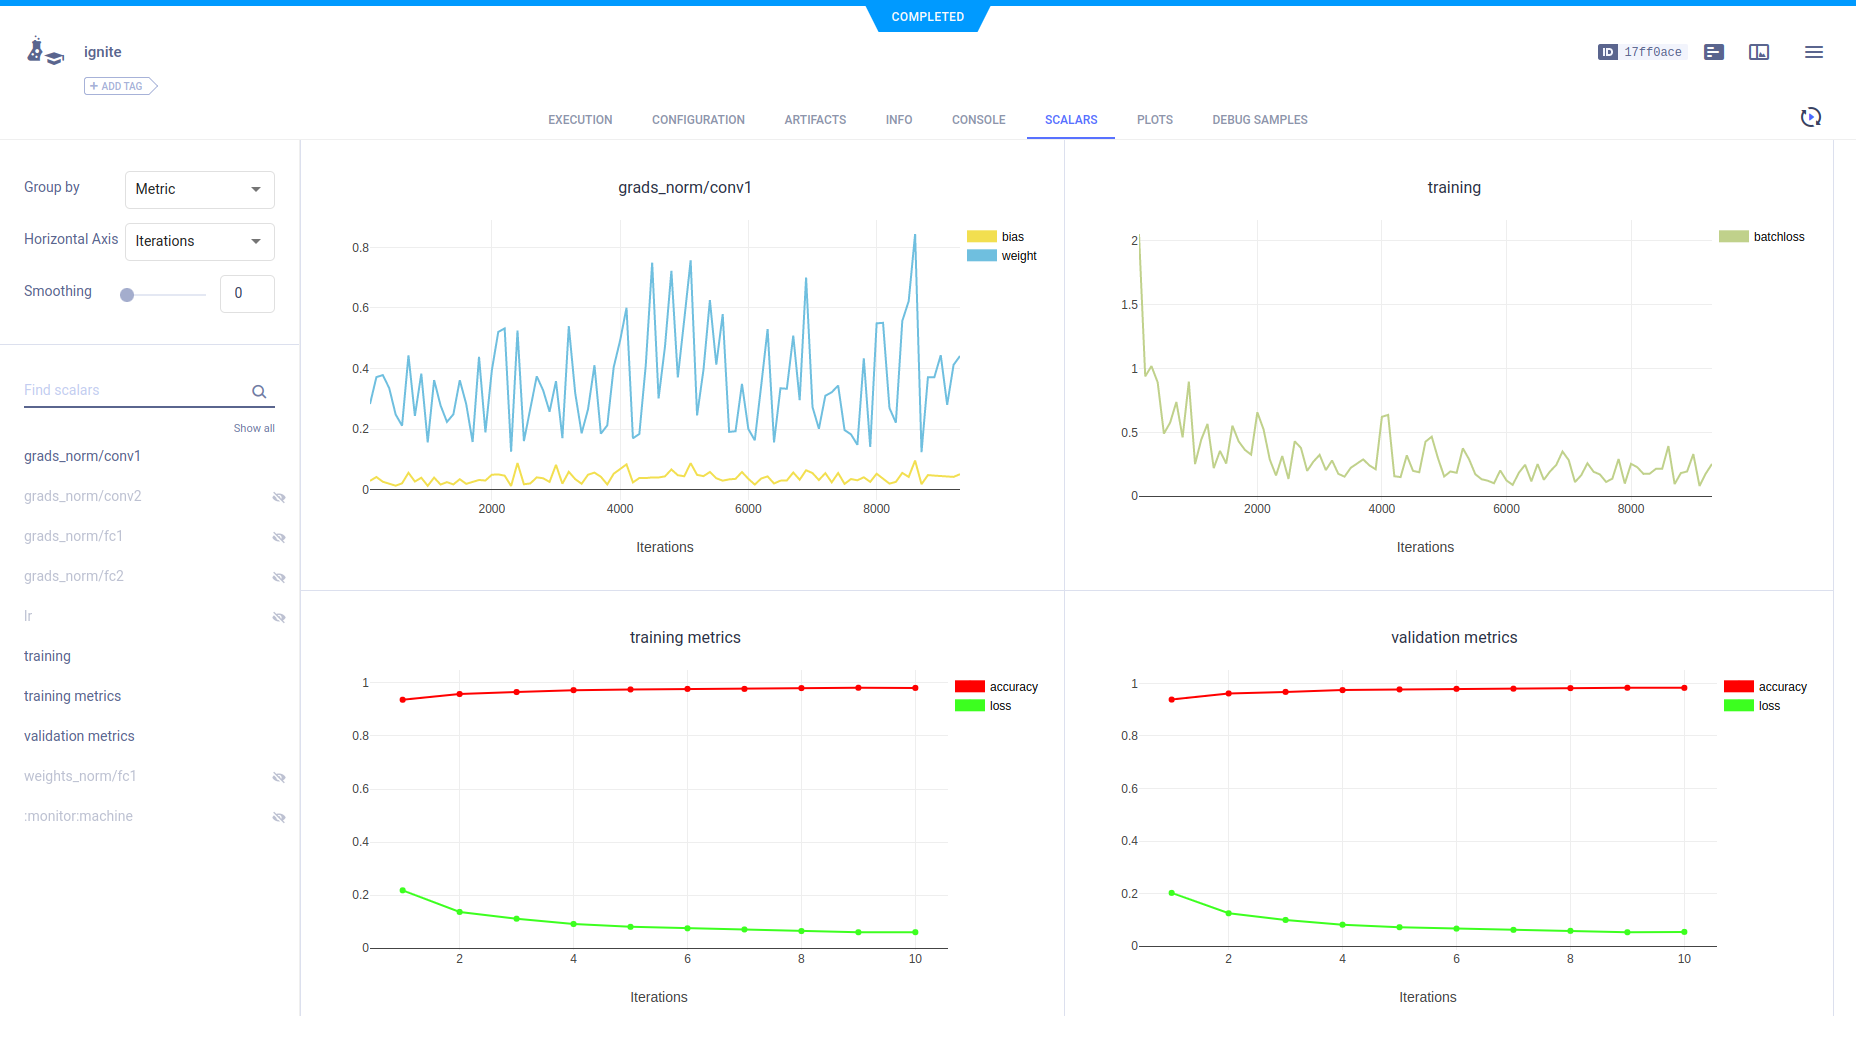 COMPLETED
ignite
ID 17ff0ace
+ ADD TAG
EXECUTION CONFIGURATION ARTIFACTS INFO CONSOLE SCALARS PLOTS DEBUG SAMPLES
Group by Metric
Horizontal Axis Iterations
Smoothing 0
Find scalars
Show all
grads_norm/conv1
grads_norm/conv2
grads_norm/fc1
grads_norm/fc2
lr
training
training metrics
validation metrics
weights_norm/fc1
:monitor:machine
grads_norm/conv1
bias
weight
0.8
0.6
0.4
0.2
0
2000 4000 6000 8000
Iterations
training
batchloss
2
1.5
1
0.5
0
2000 4000 6000 8000
Iterations
training metrics
accuracy
loss
1
0.8
0.6
0.4
0.2
0
2 4 6 8 10
Iterations
validation metrics
accuracy
loss
1
0.8
0.6
0.4
0.2
0
2 4 6 8 10
Iterations